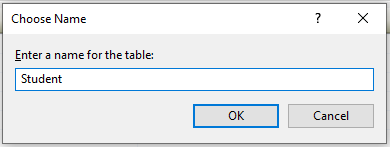 Choose Name
? ×
Enter a name for the table:
Student
OK Cancel